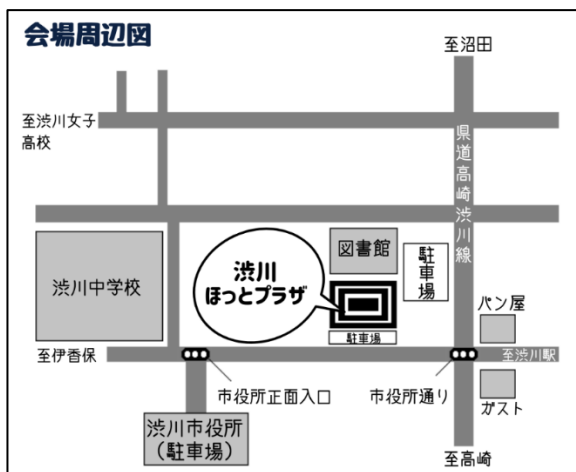 会場周辺図
至沼田
至渋川女子
高校
県道高崎渋川線
渋川中学校
渋川
ほっとプラザ
図書館
駐車場
駐車場
パン屋
至伊香保
至渋川駅
市役所正面入口
市役所通り
ガスト
渋川市役所
(駐車場)
至高崎